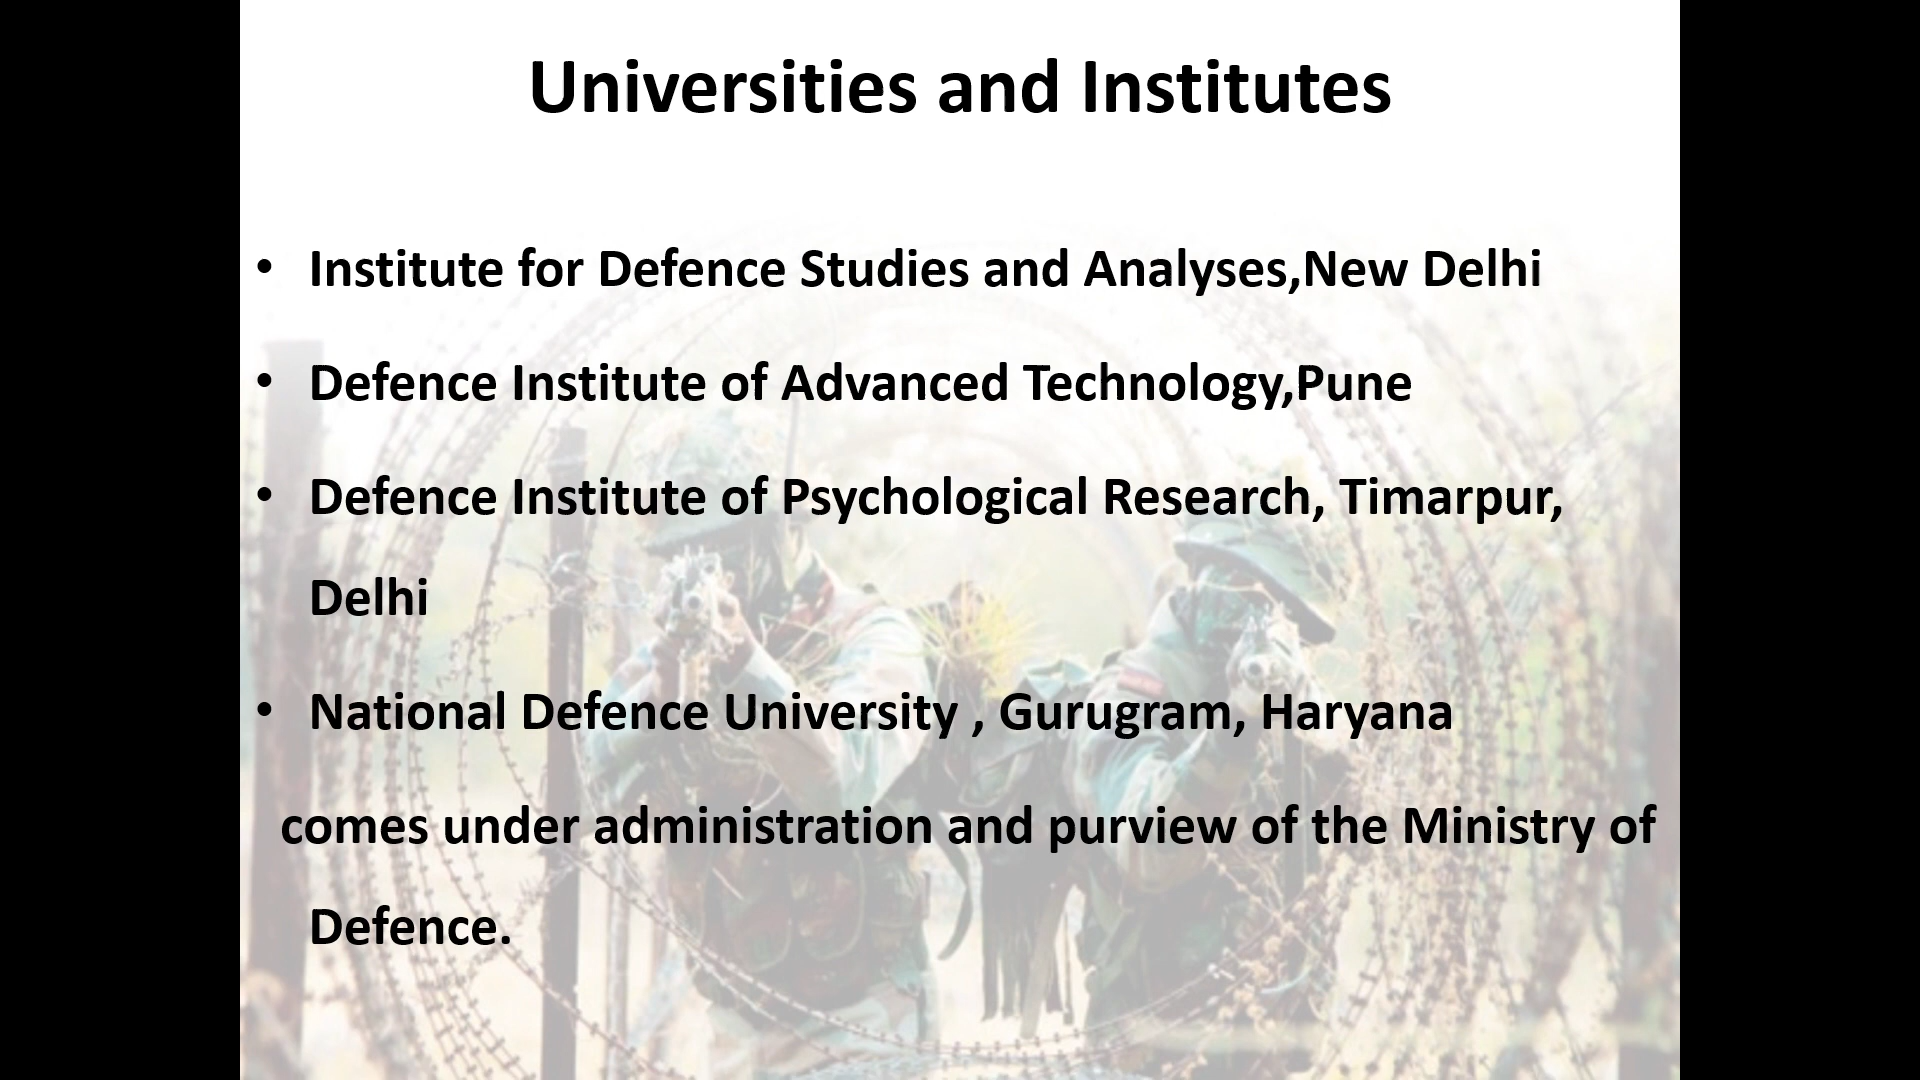 Universities and Institutes
• Institute for Defence Studies and Analyses,New Delhi
• Defence Institute of Advanced Technology,Pune
• Defence Institute of Psychological Research, Timarpur,
Delhi
• National Defence University , Gurugram, Haryana
comes under administration and purview of the Ministry of
Defence.